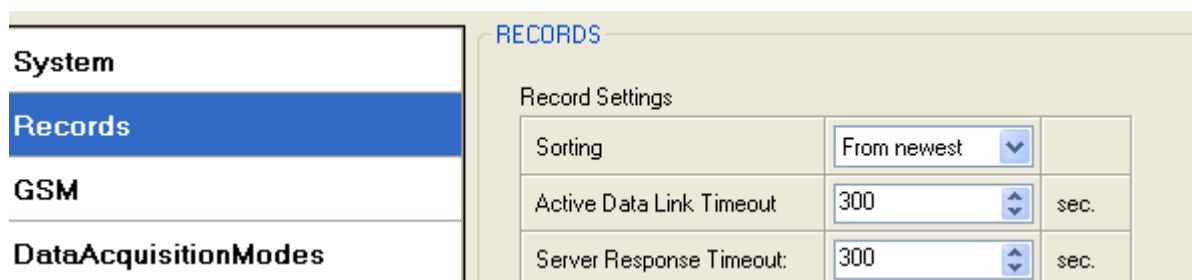 System
Records
GSM
DataAcquisitionModes
RECORDS
Record Settings
Sorting From newest
Active Data Link Timeout 300 sec.
Server Response Timeout: 300 sec.